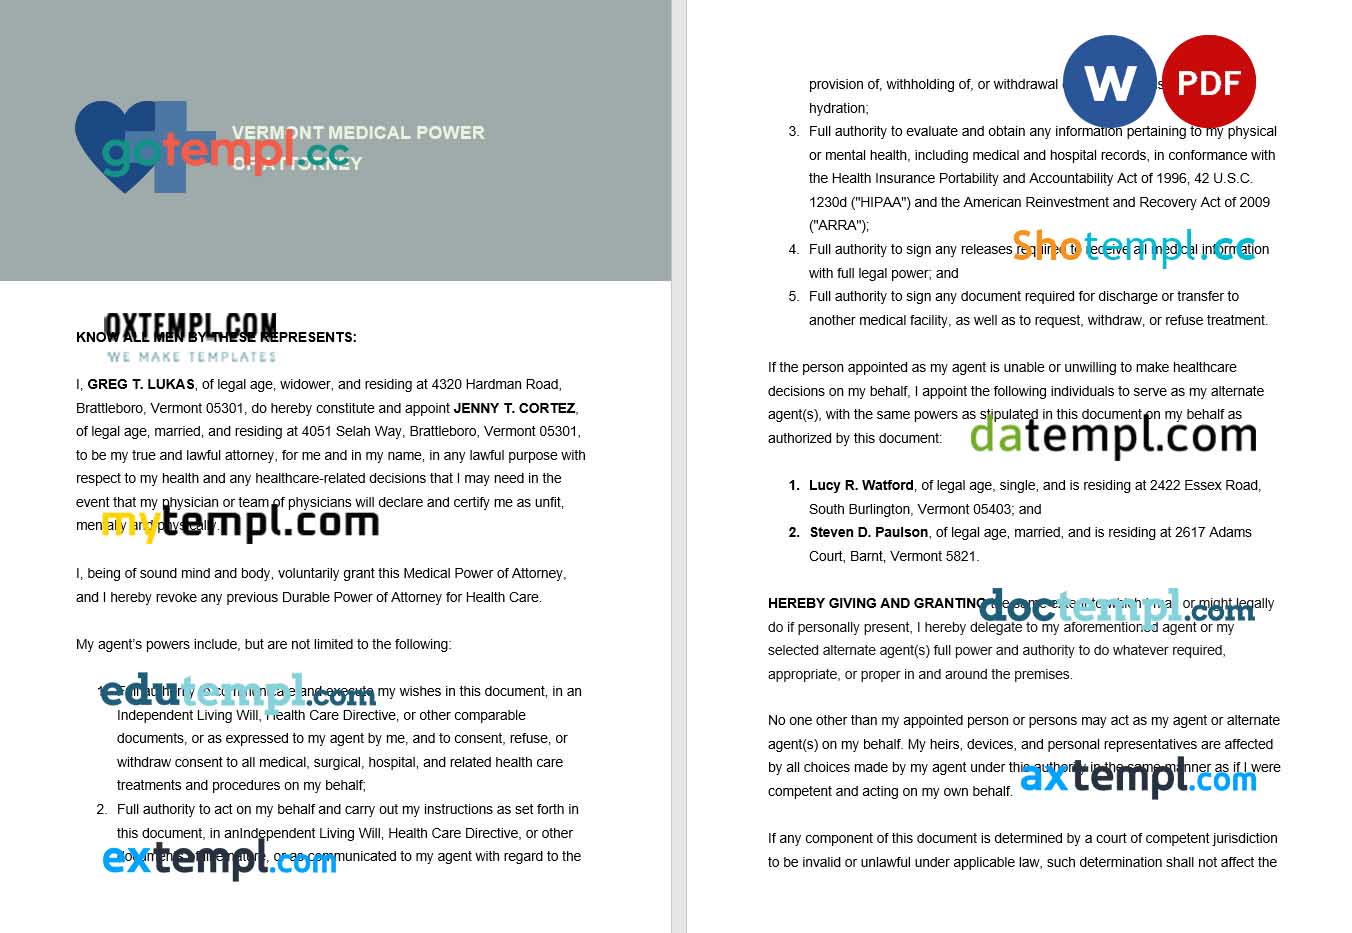 VERMONT MEDICAL POWER
OF ATTORNEY
gotempl.cc
OXTEMPL.COM
KNOW ALL MEN BY THESE REPRESENTS:
WE MAKE TEMPLATES
I, GREG T. LUKAS, of legal age, widower, and residing at 4320 Hardman Road,
Brattleboro, Vermont 05301, do hereby constitute and appoint JENNY T. CORTEZ,
of legal age, married, and residing at 4051 Selah Way, Brattleboro, Vermont 05301,
to be my true and lawful attorney, for me and in my name, in any lawful purpose with
respect to my health and any healthcare-related decisions that I may need in the
event that my physician or team of physicians will declare and certify me as unfit,
mentally and physically.
mytempl.com
I, being of sound mind and body, voluntarily grant this Medical Power of Attorney,
and I hereby revoke any previous Durable Power of Attorney for Health Care.
My agent's powers include, but are not limited to the following:
1. Full authority to communicate and execute my wishes in this document, in an
edutempl.com
Independent Living Will, Health Care Directive, or other comparable
documents, or as expressed to my agent by me, and to consent, refuse, or
withdraw consent to all medical, surgical, hospital, and related health care
treatments and procedures on my behalf;
2. Full authority to act on my behalf and carry out my instructions as set forth in
this document, in anIndependent Living Will, Health Care Directive, or other
documents of like nature, or as communicated to my agent with regard to the
extempl.com
W PDF
provision of, withholding of, or withdrawal
hydration;
3. Full authority to evaluate and obtain any information pertaining to my physical
or mental health, including medical and hospital records, in conformance with
the Health Insurance Portability and Accountability Act of 1996, 42 U.S.C.
1230d ("HIPAA") and the American Reinvestment and Recovery Act of 2009
("ARRA");
4. Full authority to sign any releases required to receive all medical information
Shotempl.cc
with full legal power; and
5. Full authority to sign any document required for discharge or transfer to
another medical facility, as well as to request, withdraw, or refuse treatment.
If the person appointed as my agent is unable or unwilling to make healthcare
decisions on my behalf, I appoint the following individuals to serve as my alternate
agent(s), with the same powers as stipulated in this document on my behalf as
authorized by this document:
datempl.com
1. Lucy R. Watford, of legal age, single, and is residing at 2422 Essex Road,
South Burlington, Vermont 05403; and
2. Steven D. Paulson, of legal age, married, and is residing at 2617 Adams
Court, Barnt, Vermont 5821.
HEREBY GIVING AND GRANTING the same extent to which I may or might legally
doctempl.com
do if personally present, I hereby delegate to my aforementioned agent or my
selected alternate agent(s) full power and authority to do whatever required,
appropriate, or proper in and around the premises.
No one other than my appointed person or persons may act as my agent or alternate
agent(s) on my behalf. My heirs, devices, and personal representatives are affected
by all choices made by my agent under this authority in the same manner as if I were
axtempl.com
competent and acting on my own behalf.
If any component of this document is determined by a court of competent jurisdiction
to be invalid or unlawful under applicable law, such determination shall not affect the